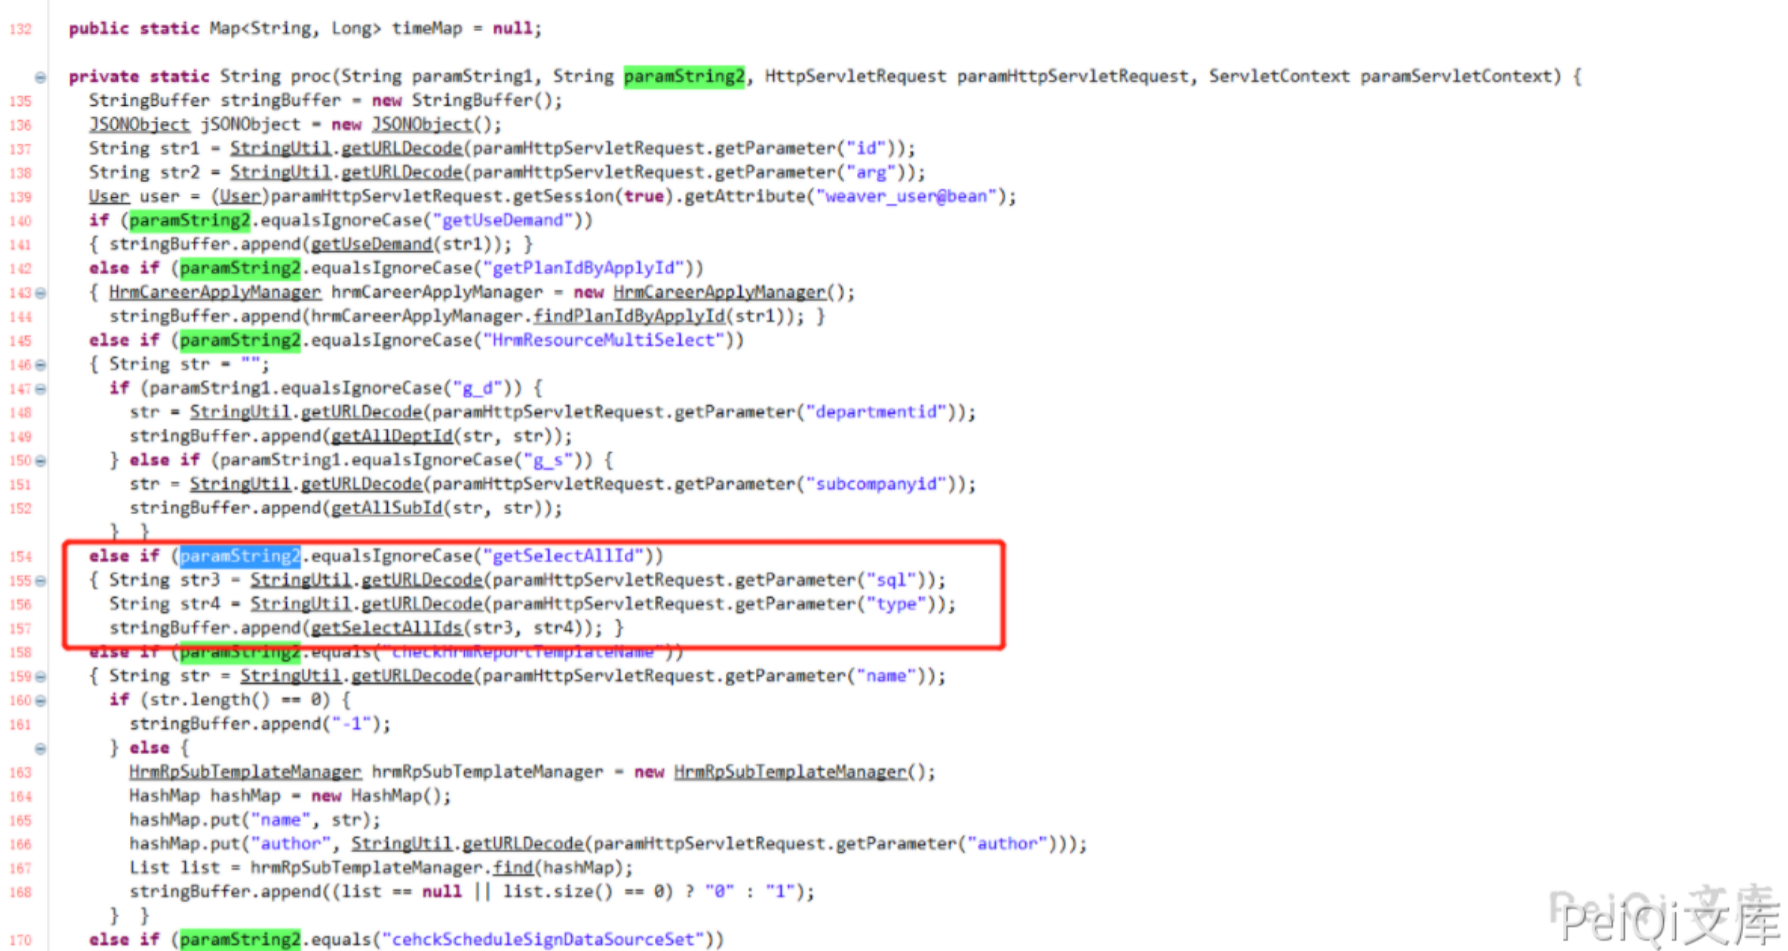 132 public static Map<String, Long> timeMap = null;
private static String proc(String paramString1, String paramString2, HttpServletRequest paramHttpServletRequest, ServletContext paramServletContext) {
135 StringBuffer stringBuffer = new StringBuffer();
136 JSONObject jSONObject = new JSONObject();
137 String str1 = StringUtil.getURLDecode(paramHttpServletRequest.getParameter("id"));
138 String str2 = StringUtil.getURLDecode(paramHttpServletRequest.getParameter("arg"));
139 User user = (User)paramHttpServletRequest.getSession(true).getAttribute("weaver_user@bean");
140 if (paramString2.equalsIgnoreCase("getUseDemand"))
141 { stringBuffer.append(getUseDemand(str1)); }
142 else if (paramString2.equalsIgnoreCase("getPlanIdByApplyId"))
143 { HrmCareerApplyManager hrmCareerApplyManager = new HrmCareerApplyManager();
144 stringBuffer.append(hrmCareerApplyManager.findPlanIdByApplyId(str1)); }
145 else if (paramString2.equalsIgnoreCase("HrmResourceMultiSelect"))
146 { String str = "";
147 if (paramString1.equalsIgnoreCase("g_d")) {
148 str = StringUtil.getURLDecode(paramHttpServletRequest.getParameter("departmentid"));
149 stringBuffer.append(getAllDeptId(str, str));
150 } else if (paramString1.equalsIgnoreCase("g_s")) {
151 str = StringUtil.getURLDecode(paramHttpServletRequest.getParameter("subcompanyid"));
152 stringBuffer.append(getAllSubId(str, str));
} }
154 else if (paramString2.equalsIgnoreCase("getSelectAllId"))
155 { String str3 = StringUtil.getURLDecode(paramHttpServletRequest.getParameter("sql"));
156 String str4 = StringUtil.getURLDecode(paramHttpServletRequest.getParameter("type"));
157 stringBuffer.append(getSelectAllIds(str3, str4)); }
158 else if (paramString2.equals("checkHrmReportTemplateName"))
159 { String str = StringUtil.getURLDecode(paramHttpServletRequest.getParameter("name"));
160 if (str.length() == 0) {
161 stringBuffer.append("-1");
} else {
163 HrmRpSubTemplateManager hrmRpSubTemplateManager = new HrmRpSubTemplateManager();
164 HashMap hashMap = new HashMap();
165 hashMap.put("name", str);
166 hashMap.put("author", StringUtil.getURLDecode(paramHttpServletRequest.getParameter("author")));
167 List list = hrmRpSubTemplateManager.find(hashMap);
168 stringBuffer.append((list == null || list.size() == 0) ? "0" : "1");
} }
170 else if (paramString2.equals("cehckScheduleSignDataSourceSet"))
PeiQi文库
PeiQi文库